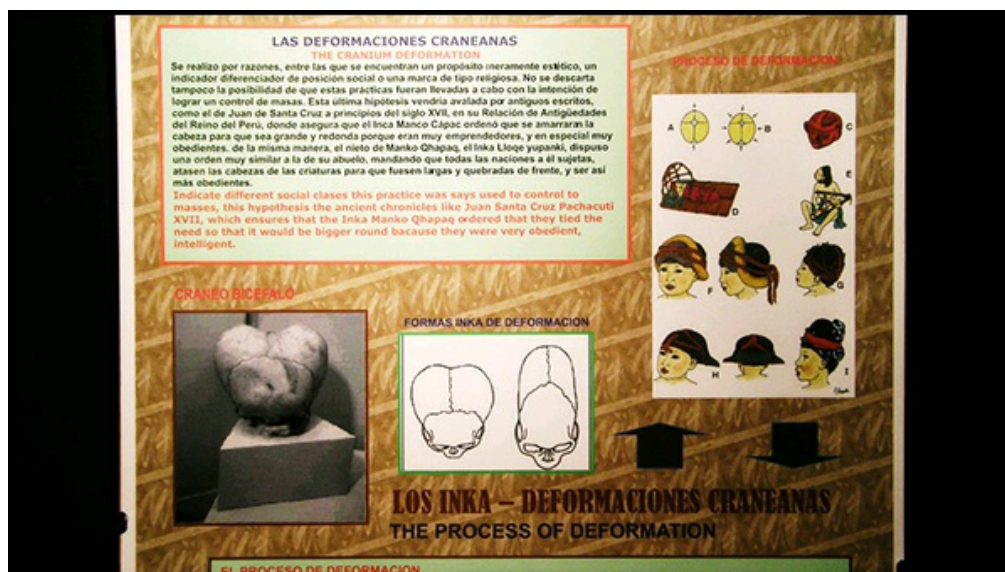 LAS DEFORMACIONES CRANEANAS
THE CRANIUM DEFORMATION
Se realizo por razones, entre las que se encuentran un propósito meramente estético, un
indicador diferenciador de posición social o una marca de tipo religiosa. No se descarta
tampoco la posibilidad de que estas prácticas fueran llevadas a cabo con la intención de
lograr un control de masas. Esta última hipótesis vendría avalada por antiguos escritos,
como el de Juan de Santa Cruz a principios del siglo XVII, en su Relación de Antigüedades
del Reino del Perú, donde asegura que el Inca Manco Cápac ordenó que se amarraran la
cabeza para que sea grande y redonda porque eran muy emprendedores, y en especial muy
obedientes. de la misma manera, el nieto de Manko Qhapaq, el Inka Lloqe yupanki, dispuso
una orden muy similar a la de su abuelo, mandando que todas las naciones a él sujetas,
atasen las cabezas de las criaturas para que fuesen largas y quebradas de frente, y ser así
más obedientes.
Indicate different social clases this practice was says used to control to
masses, this hypothesis the ancient chronicles like Juan Santa Cruz Pachacuti
XVII, which ensures that the Inka Manko Qhapaq ordered that they tied the
need so that it would be bigger round bacause they were very obedient,
intelligent.
PROCESO DE DEFORMACION
A
B
C
D
E
F
G
H
I
CRANEO BICEFALO
FORMAS INKA DE DEFORMACION
LOS INKA – DEFORMACIONES CRANEANAS
THE PROCESS OF DEFORMATION
EL PROCESO DE DEFORMACION